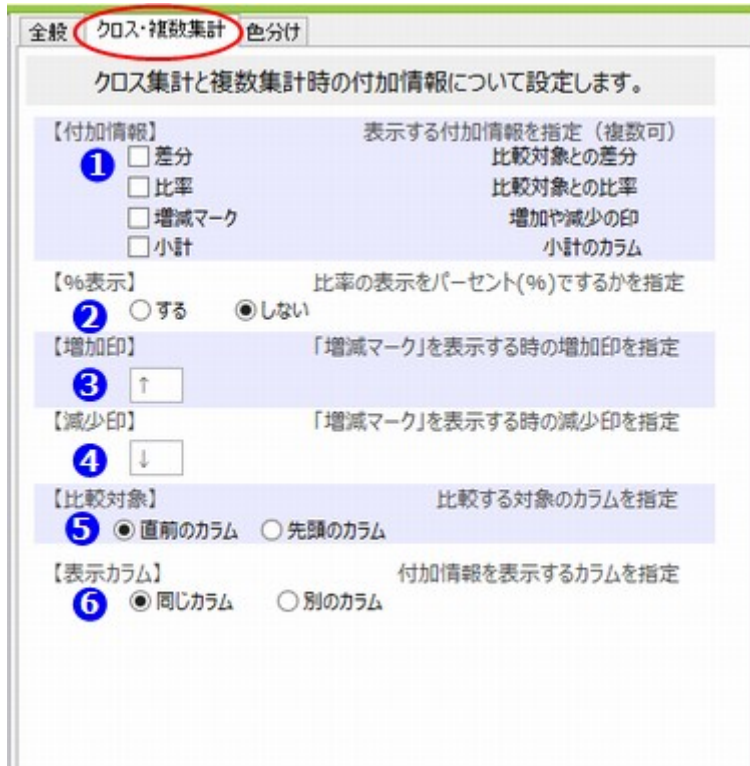 全般 クロス・複数集計 色分け
クロス集計と複数集計時の付加情報について設定します。
【付加情報】 表示する付加情報を指定（複数可）
1 差分 比較対象との差分
比率 比較対象との比率
増減マーク 増加や減少の印
小計 小計のカラム
【%表示】 比率の表示をパーセント(%)でするかを指定
2 する しない
【増加印】 「増減マーク」を表示する時の増加印を指定
3 ↑
【減少印】 「増減マーク」を表示する時の減少印を指定
4 ↓
【比較対象】 比較する対象のカラムを指定
5 直前のカラム 先頭のカラム
【表示カラム】 付加情報を表示するカラムを指定
6 同じカラム 別のカラム